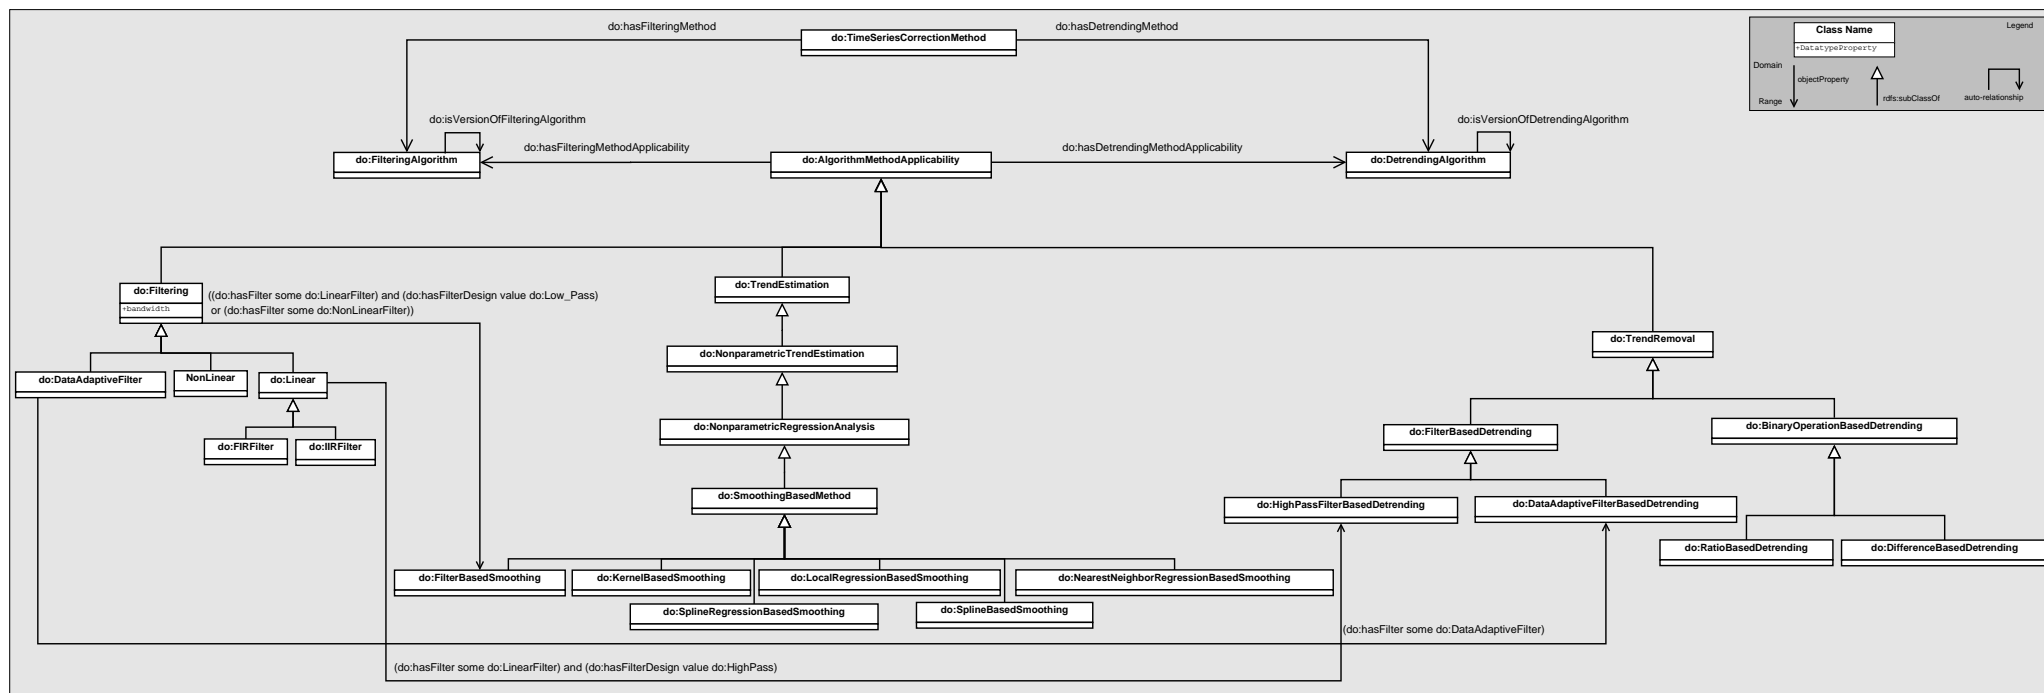 do:hasFilteringMethod
do:hasDetrendingMethod
do:TimeSeriesCorrectionMethod
Legend
Class Name
+DatatypeProperty
Domain
objectProperty
Range
rdfs:subClassOf
auto-relationship
do:isVersionOfFilteringAlgorithm
do:isVersionOfDetrendingAlgorithm
do:hasFilteringMethodApplicability
do:hasDetrendingMethodApplicability
do:FilteringAlgorithm
do:AlgorithmMethodApplicability
do:DetrendingAlgorithm
do:Filtering
+bandwidth
((do:hasFilter some do:LinearFilter) and (do:hasFilterDesign value do:Low_Pass)
or (do:hasFilter some do:NonLinearFilter))
do:TrendEstimation
do:TrendRemoval
do:NonparametricTrendEstimation
do:DataAdaptiveFilter
NonLinear
do:Linear
do:NonparametricRegressionAnalysis
do:FilterBasedDetrending
do:BinaryOperationBasedDetrending
do:FIRFilter
do:IIRFilter
do:SmoothingBasedMethod
do:HighPassFilterBasedDetrending
do:DataAdaptiveFilterBasedDetrending
do:RatioBasedDetrending
do:DifferenceBasedDetrending
do:FilterBasedSmoothing
do:KernelBasedSmoothing
do:LocalRegressionBasedSmoothing
do:NearestNeighborRegressionBasedSmoothing
do:SplineRegressionBasedSmoothing
do:SplineBasedSmoothing
(do:hasFilter some do:DataAdaptiveFilter)
(do:hasFilter some do:LinearFilter) and (do:hasFilterDesign value do:HighPass)